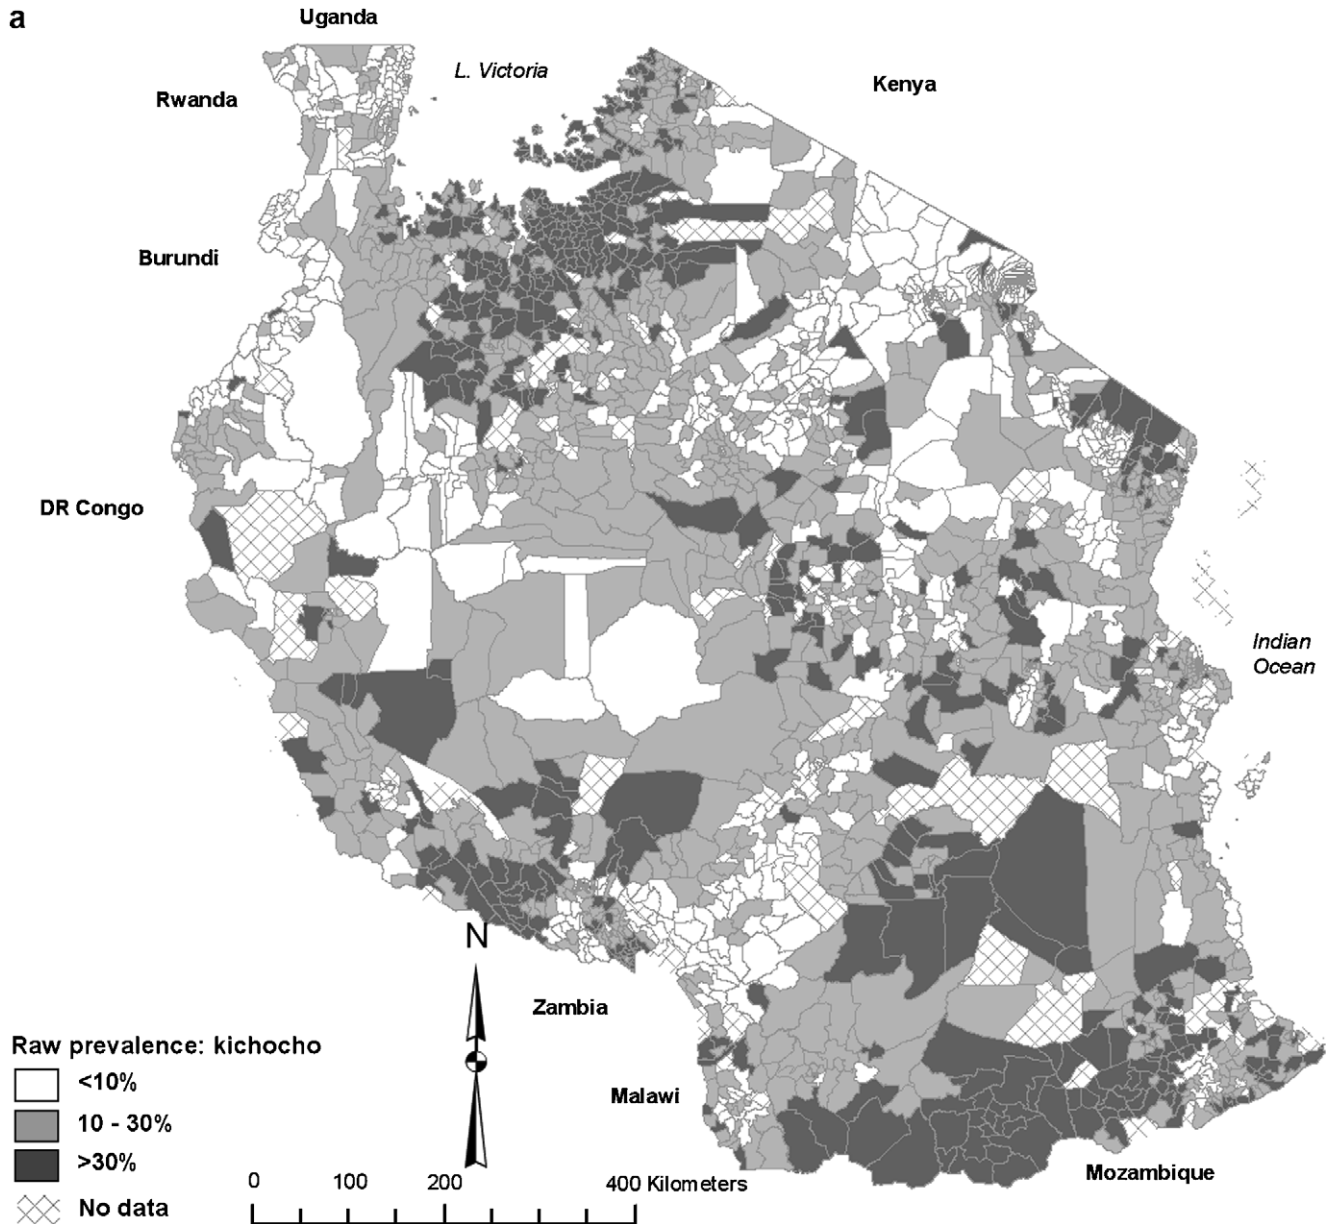 a
Uganda
L. Victoria
Kenya
Rwanda
Burundi
DR Congo
Indian
Ocean
N
Zambia
Raw prevalence: kichocho
<10%
10 - 30%
>30%
No data
Malawi
Mozambique
0 100 200 400 Kilometers